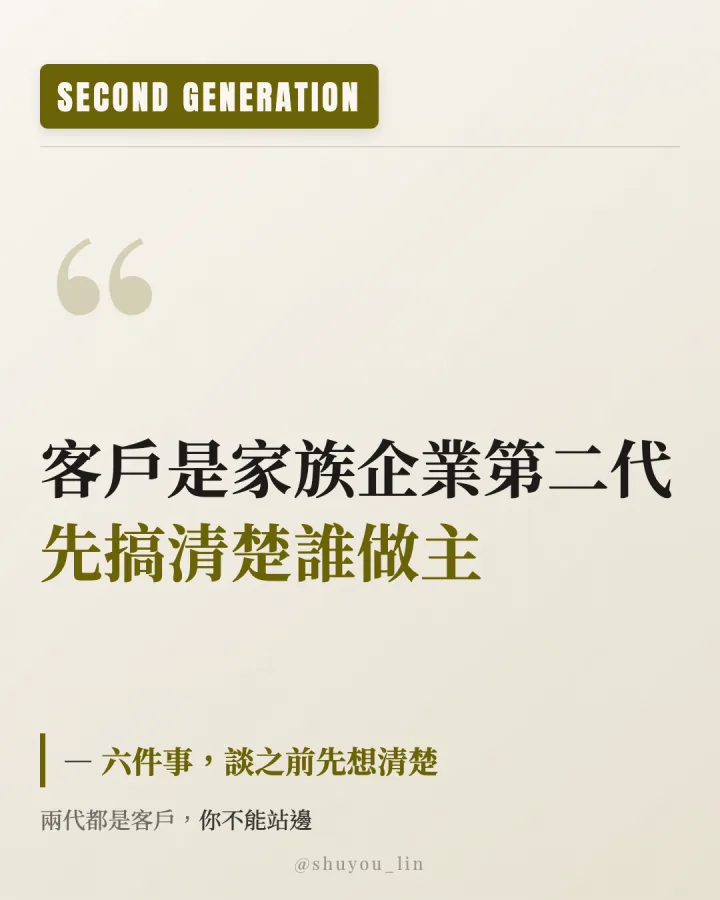 SECOND GENERATION
“
客戶是家族企業第二代
先搞清楚誰做主
— 六件事，談之前先想清楚
兩代都是客戶，你不能站邊
@shuyou_lin